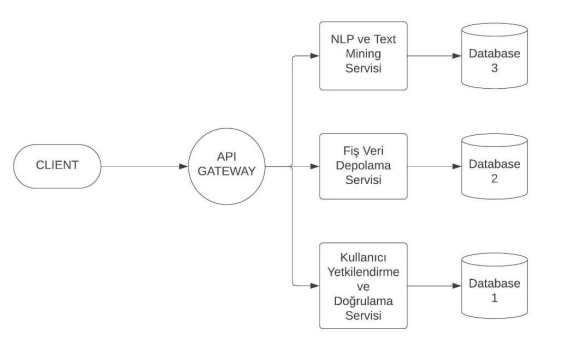 NLP ve Text
Mining
Servisi
Database
3
CLIENT
API
GATEWAY
Fiş Veri
Depolama
Servisi
Database
2
Kullanıcı
Yetkilendirme
ve
Doğrulama
Servisi
Database
1